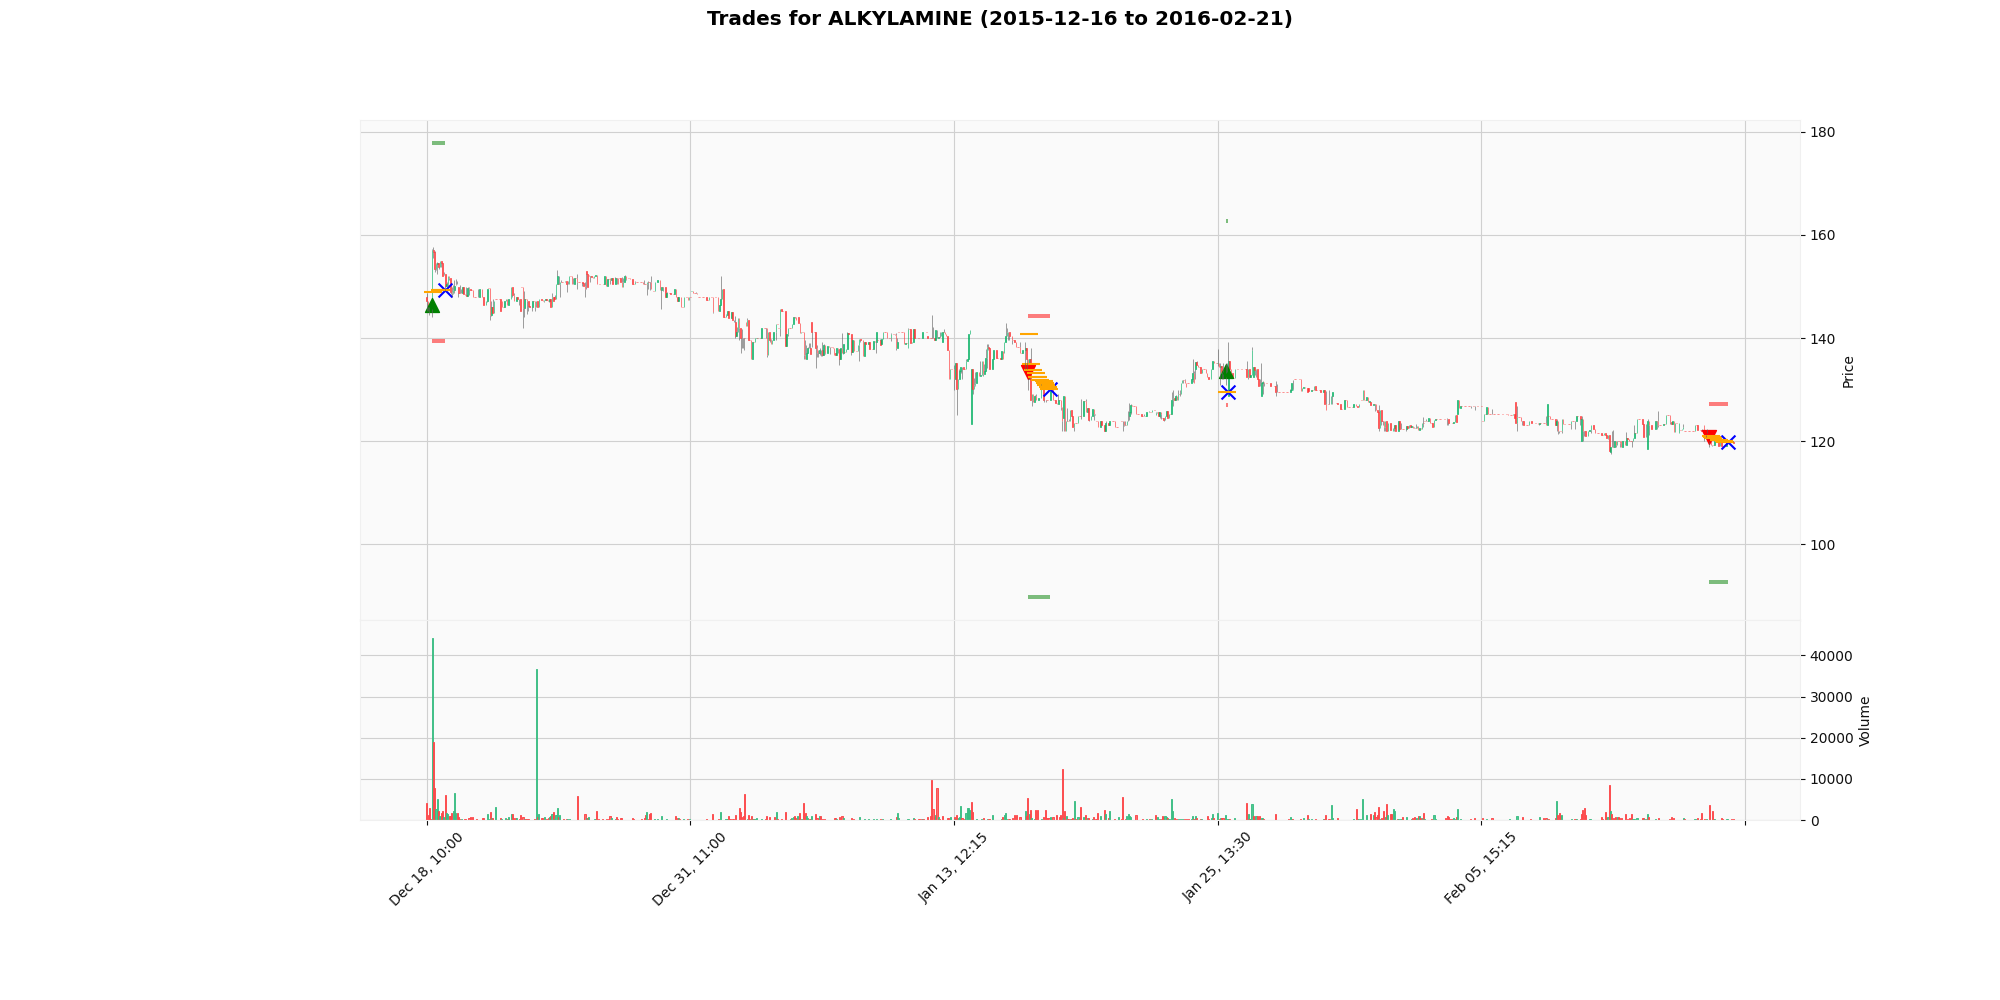 Trades for ALKYLAMINE (2015-12-16 to 2016-02-21)
180
160
140
120
100
Price
40000
30000
20000
10000
0
Volume
Dec 18, 10:00
Dec 31, 11:00
Jan 13, 12:15
Jan 25, 13:30
Feb 05, 15:15